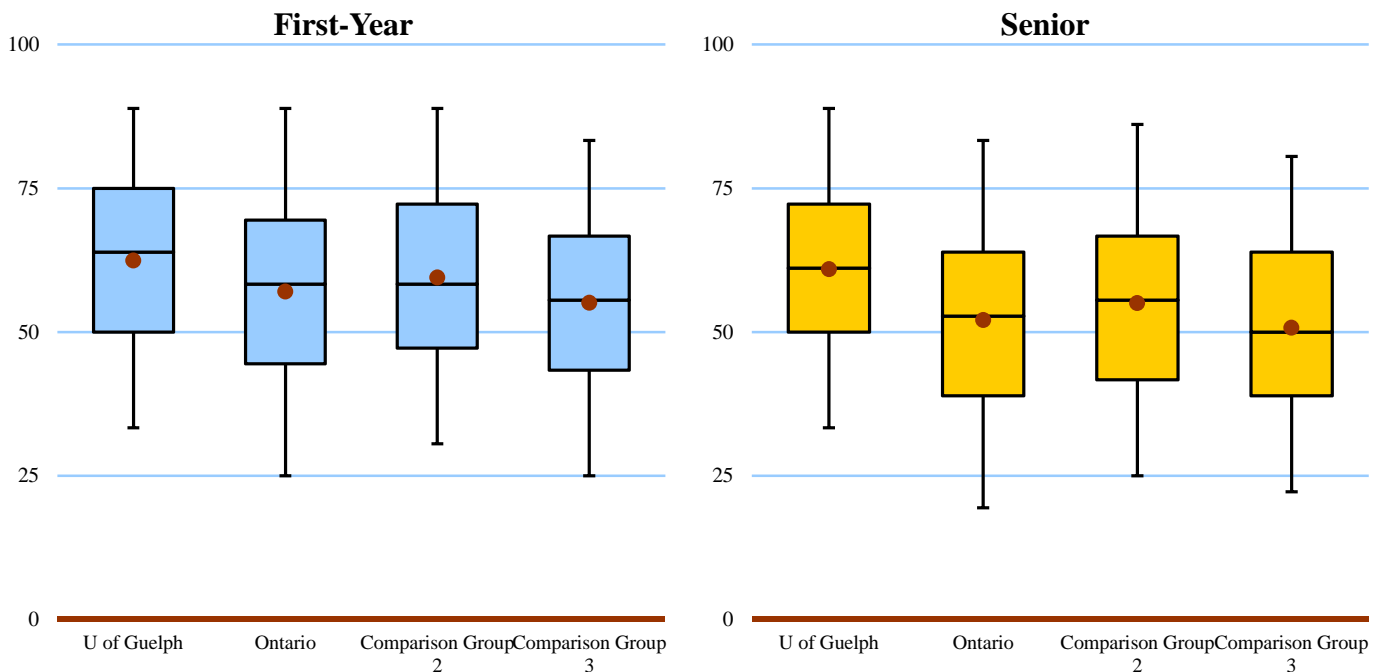 First-Year
100
75
50
25
0
U of Guelph
Ontario
Comparison Group
2
Comparison Group
3
Senior
100
75
50
25
0
U of Guelph
Ontario
Comparison Group
2
Comparison Group
3